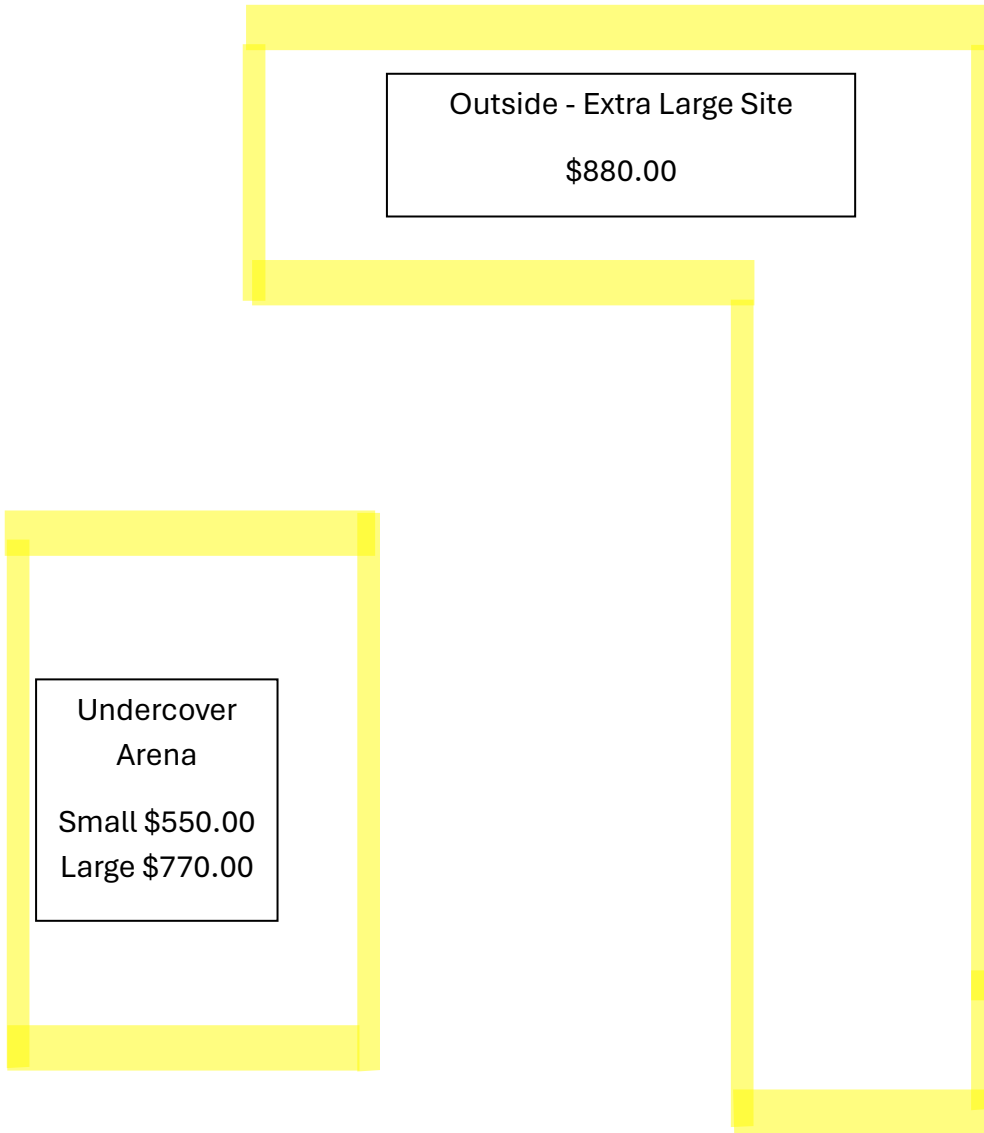 Outside - Extra Large Site
$880.00
Undercover
Arena
Small $550.00
Large $770.00